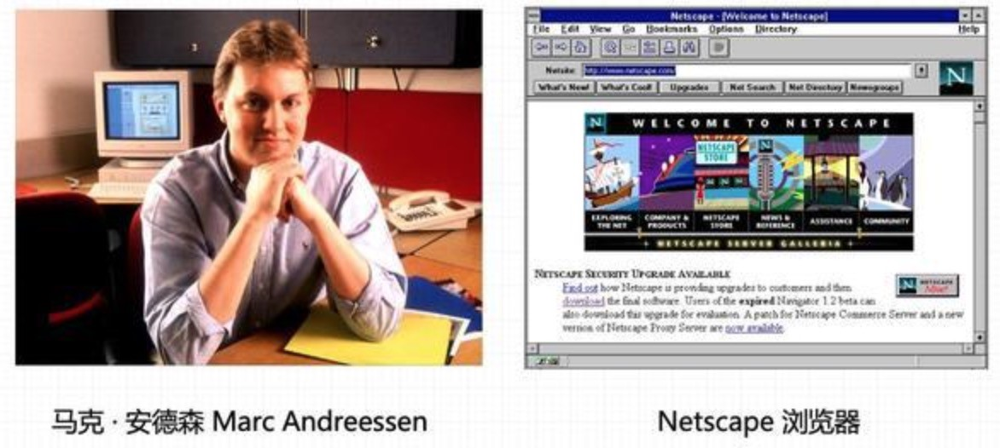 Netscape - [Welcome to Netscape]
File Edit View Go Bookmarks Options Directory Help
Netsite: http://www.netscape.com/
What's New! What's Cool! Upgrades Net Search Net Directory Newsgroups
N WELCOME TO NETSCAPE
NETSCAPE
STORE
EXPLORING
THE NET
COMPANY &
PRODUCTS
NETSCAPE
STORE
NEWS &
REFERENCE
ASSISTANCE
COMMUNITY
NETSCAPE SERVER GALLERIA
NETSCAPE SECURITY UPGRADE AVAILABLE
Find out how Netscape is providing upgrades to customers and then
download the final software. Users of the expired Navigator 1.2 beta can
also download this upgrade for evaluation. A patch for Netscape Commerce Server and a new
version of Netscape Proxy Server are now available.
N NETSCAPE
Now!
马克 · 安德森 Marc Andreessen
Netscape 浏览器